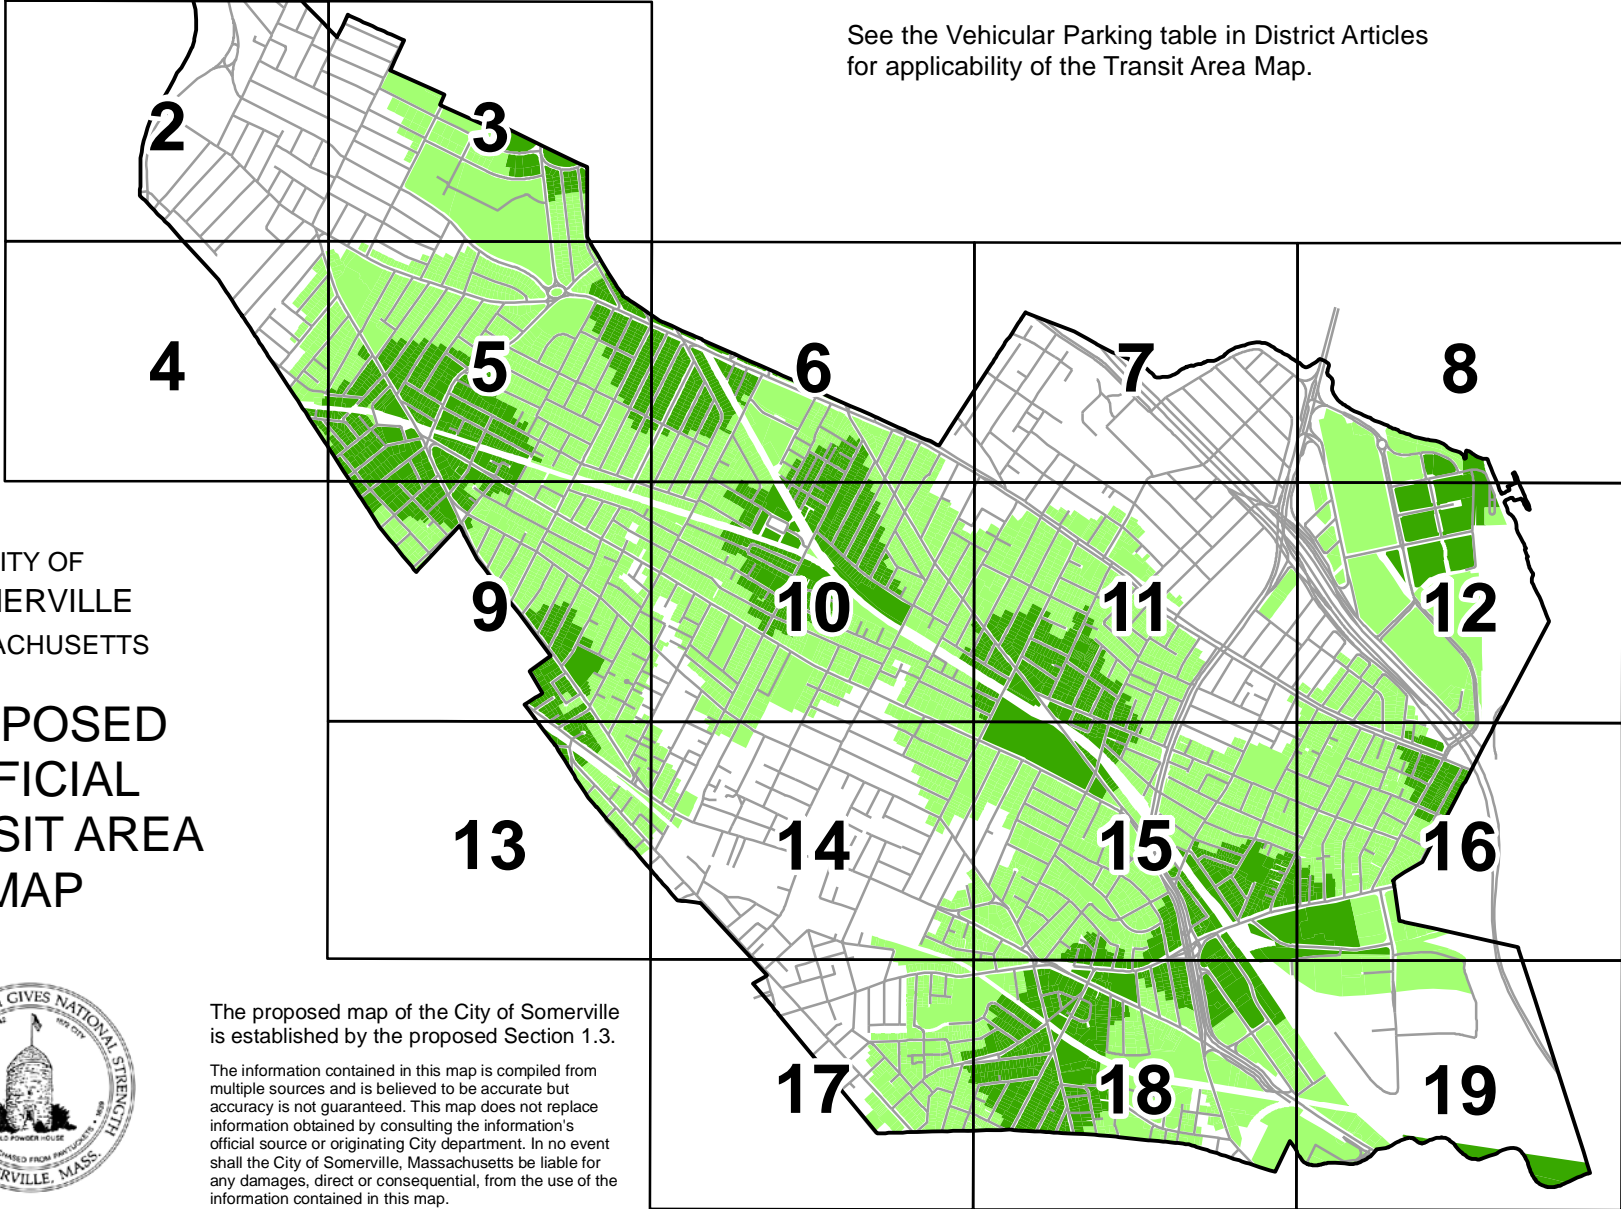 See the Vehicular Parking table in District Articles
for applicability of the Transit Area Map.
2
3
4
5
6
7
8
9
10
11
12
13
14
15
16
17
18
19
ITY OF
IERVILLE
ACHUSETTS
POSED
FICIAL
SIT AREA
MAP
GIVES NATIONAL STRENGTH
1872 CITY
OLD POWDER HOUSE
ERVILLE, MASS.
The proposed map of the City of Somerville
is established by the proposed Section 1.3.
The information contained in this map is compiled from
multiple sources and is believed to be accurate but
accuracy is not guaranteed. This map does not replace
information obtained by consulting the information's
official source or originating City department. In no event
shall the City of Somerville, Massachusetts be liable for
any damages, direct or consequential, from the use of the
information contained in this map.